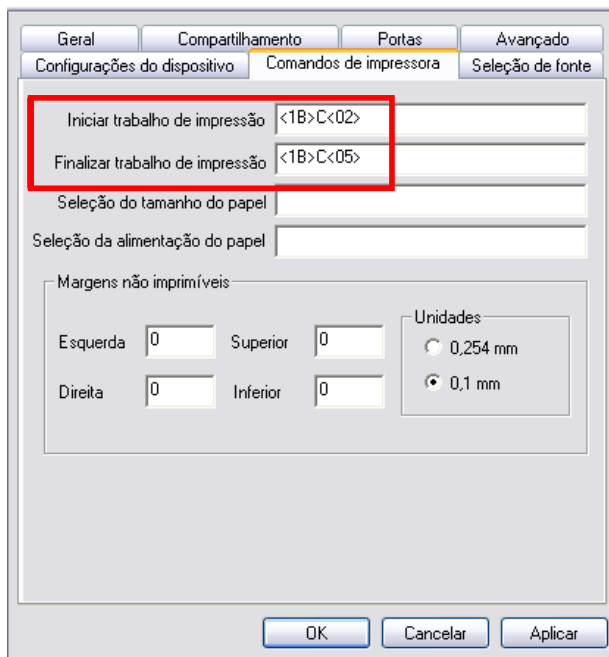 Geral Compartilhamento Portas Avançado
Configurações do dispositivo Comandos de impressora Seleção de fonte
Iniciar trabalho de impressão <1B>C<02>
Finalizar trabalho de impressão <1B>C<05>
Seleção do tamanho do papel
Seleção da alimentação do papel
Margens não imprimíveis
Unidades
Esquerda 0 Superior 0 0,254 mm
Direita 0 Inferior 0 0,1 mm
OK Cancelar Aplicar